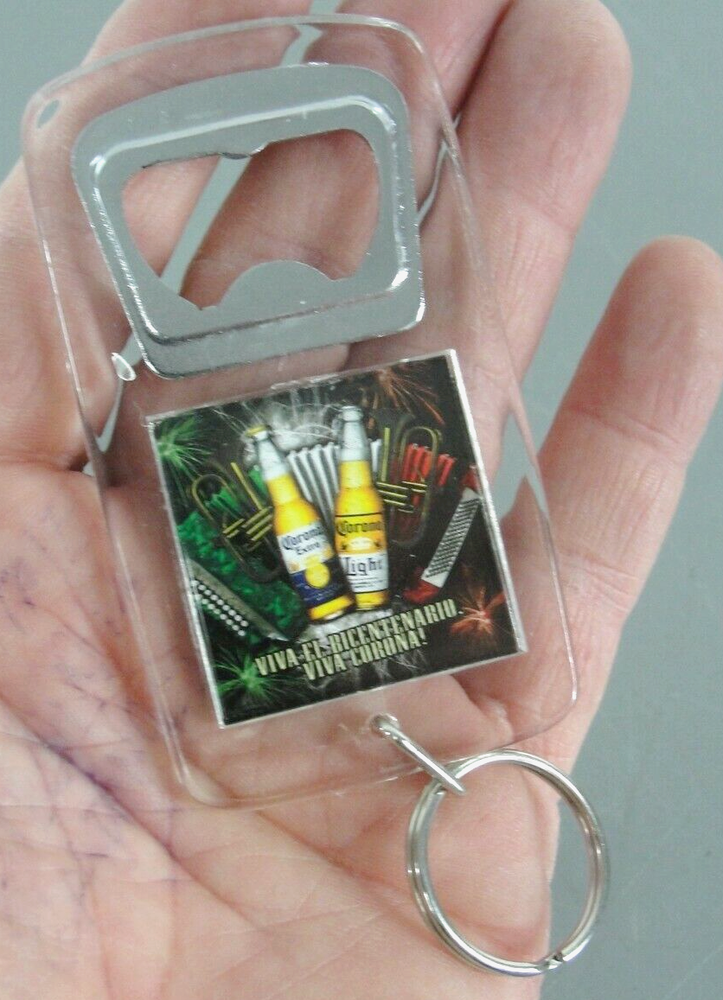 Corona
Extra
Corona
Light
VIVA EL BICENTENARIO.
VIVA CORONA!